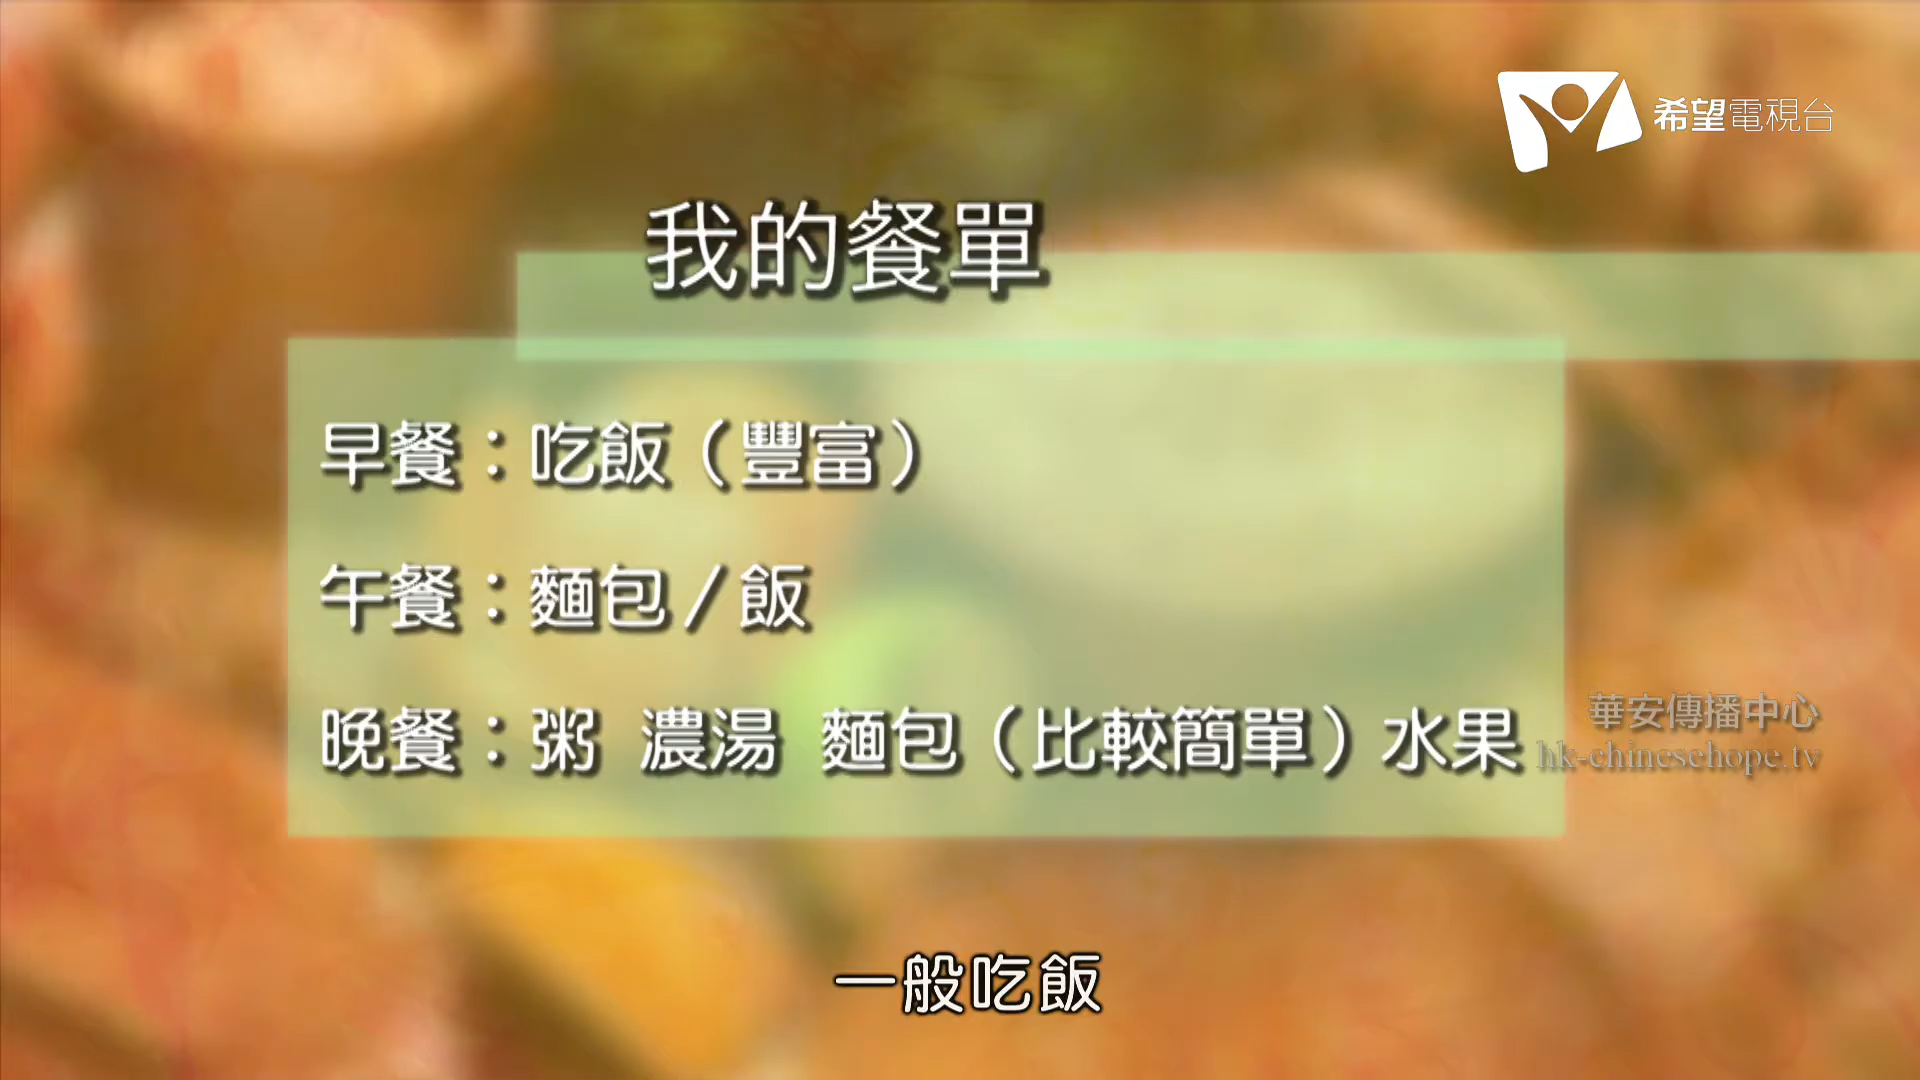 希望電視台
我的餐單
早餐：吃飯（豐富）
午餐：麵包／飯
晚餐：粥 濃湯 麵包（比較簡單）水果
華安傳播中心
hk-chinesehope.tv
一般吃飯